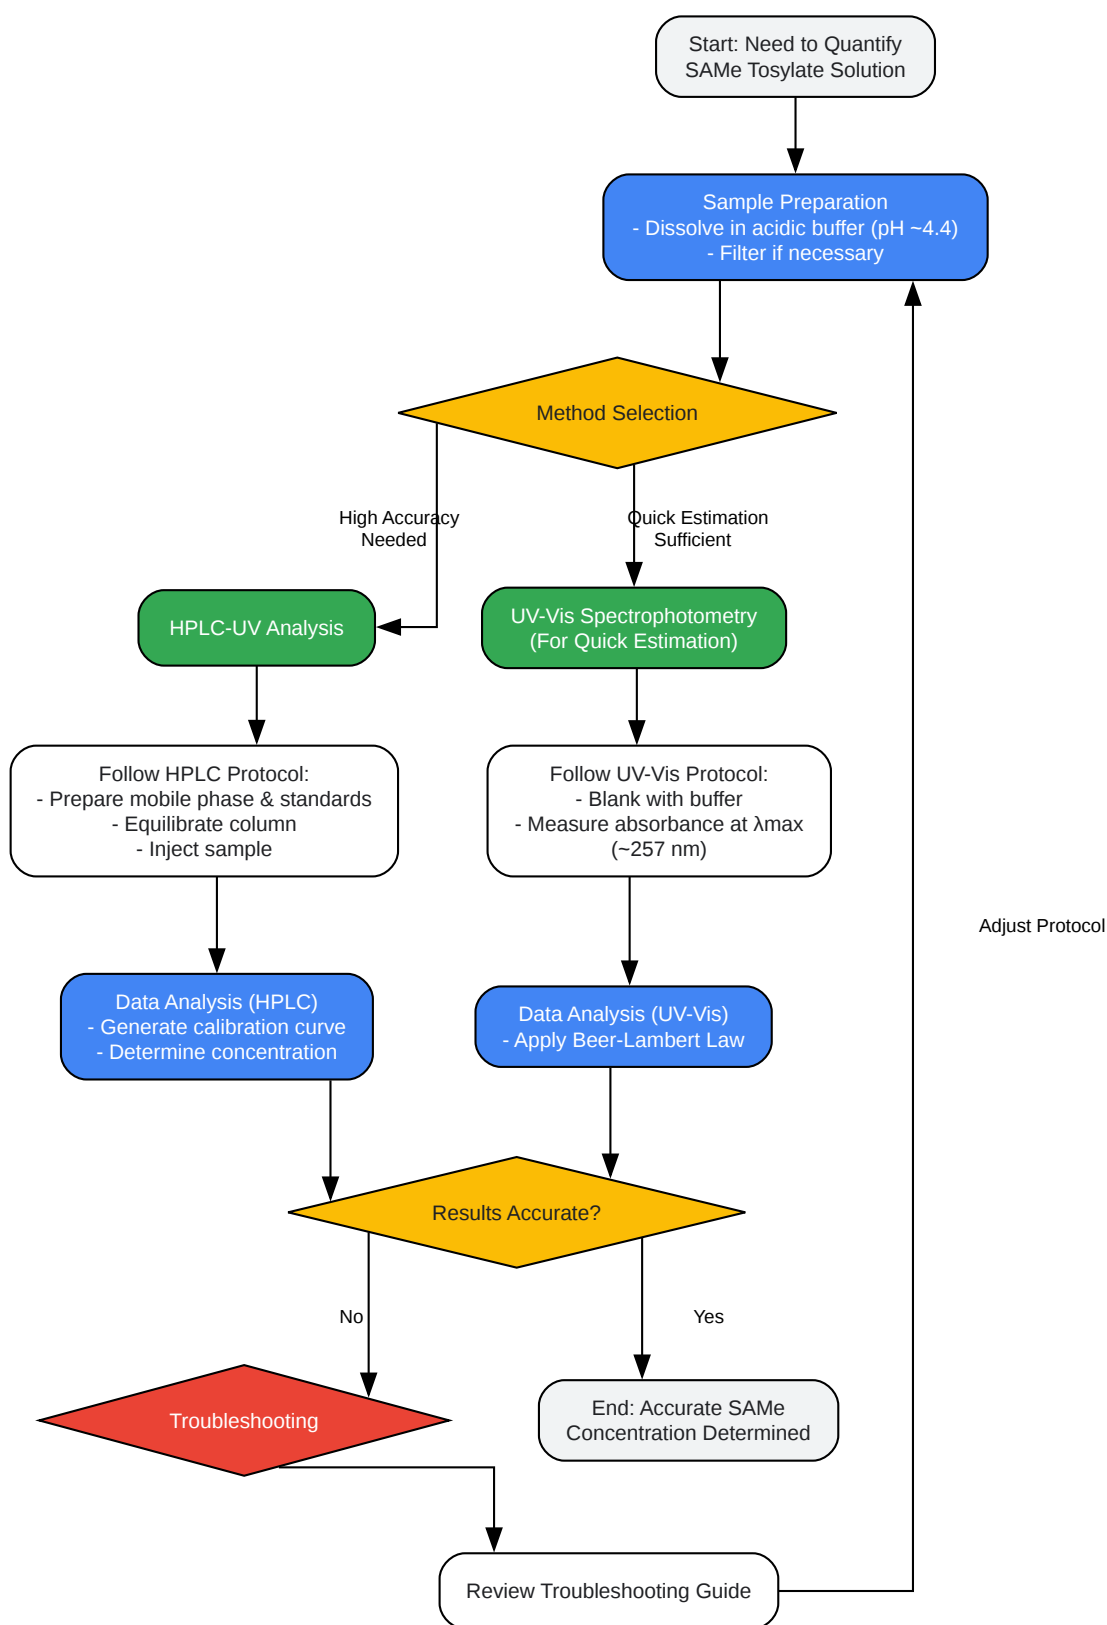 Start: Need to Quantify
SAMe Tosylate Solution
Sample Preparation
- Dissolve in acidic buffer (pH ~4.4)
- Filter if necessary
Method Selection
High Accuracy
Needed
Quick Estimation
Sufficient
HPLC-UV Analysis
UV-Vis Spectrophotometry
(For Quick Estimation)
Follow HPLC Protocol:
- Prepare mobile phase & standards
- Equilibrate column
- Inject sample
Follow UV-Vis Protocol:
- Blank with buffer
- Measure absorbance at λmax
(~257 nm)
Adjust Protocol
Data Analysis (HPLC)
- Generate calibration curve
- Determine concentration
Data Analysis (UV-Vis)
- Apply Beer-Lambert Law
Results Accurate?
No
Yes
Troubleshooting
End: Accurate SAMe
Concentration Determined
Review Troubleshooting Guide